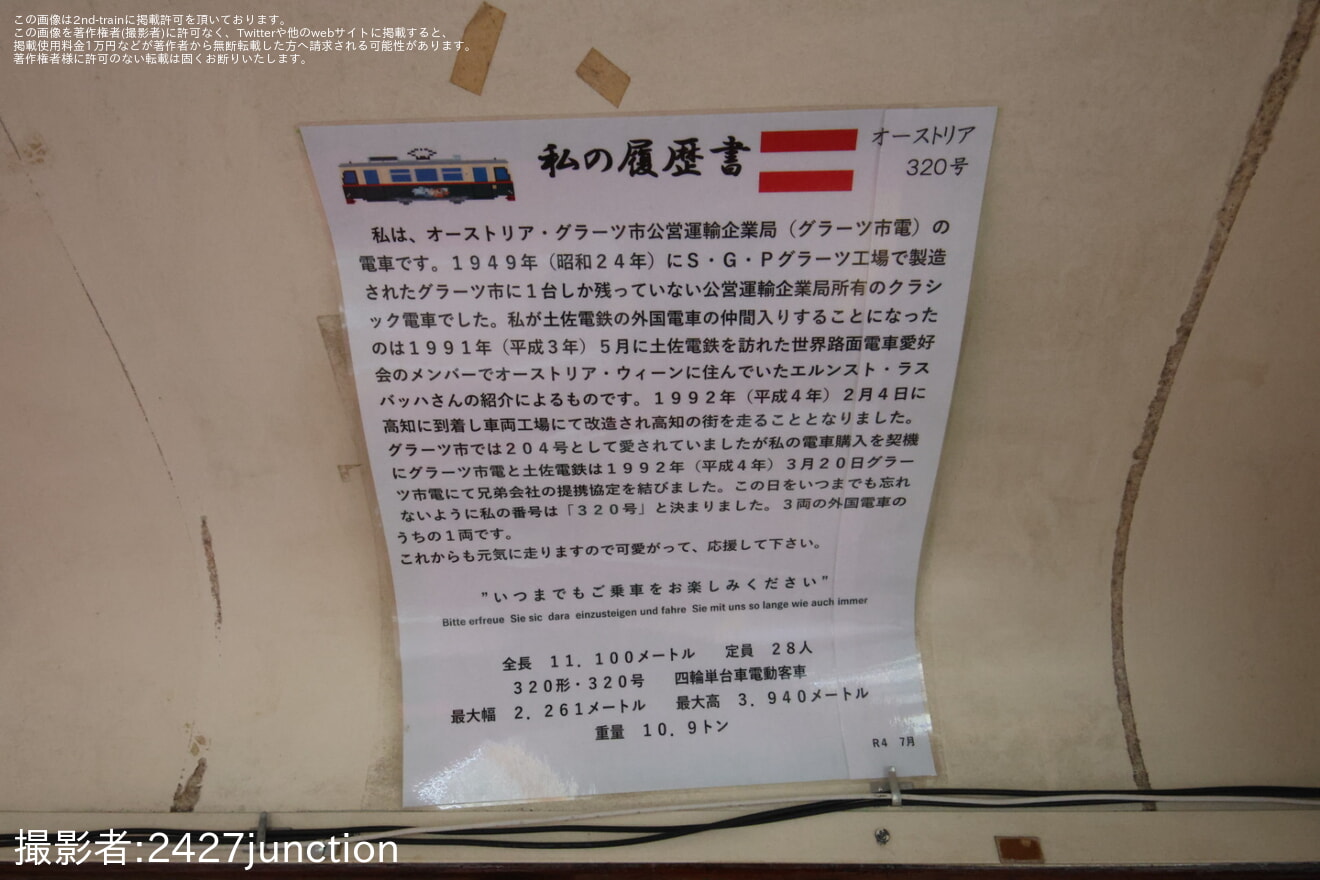 この画像は2nd-trainに掲載許可を頂いております。
この画像を著作権者(撮影者)に許可なく、Twitterや他のwebサイトに掲載すると、
掲載使用料金1万円などが著作者から無断転載した方へ請求される可能性があります。
著作権者様に許可のない転載は固くお断りいたします。
私の履歴書
オーストリア
320号
私は、オーストリア・グラーツ市公営運輸企業局（グラーツ市電）の
電車です。１９４９年（昭和２４年）にＳ・Ｇ・Ｐグラーツ工場で製造
されたグラーツ市に１台しか残っていない公営運輸企業局所有のクラシ
ック電車でした。私が土佐電鉄の外国電車の仲間入りすることになった
のは１９９１年（平成３年）５月に土佐電鉄を訪れた世界路面電車愛好
会のメンバーでオーストリア・ウィーンに住んでいたエルンスト・ラス
バッハさんの紹介によるものです。１９９２年（平成４年）２月４日に
高知に到着し車両工場にて改造され高知の街を走ることとなりました。
グラーツ市では２０４号として愛されていましたが私の電車購入を契機
にグラーツ市電と土佐電鉄は１９９２年（平成４年）３月２０日グラー
ツ市電にて兄弟会社の提携協定を結びました。この日をいつまでも忘れ
ないように私の番号は「３２０号」と決まりました。３両の外国電車の
うちの１両です。
これからも元気に走りますので可愛がって、応援して下さい。
”いつまでもご乗車をお楽しみください”
Bitte erfreue Sie sic dara einzusteigen und fahre Sie mit uns so lange wie auch immer
全長　１１．１００メートル　　定員　２８人
３２０形・３２０号　　四輪単台車電動客車
最大幅　２．２６１メートル　　最大高　３．９４０メートル
重量　１０．９トン
R４　７月
撮影者:2427junction